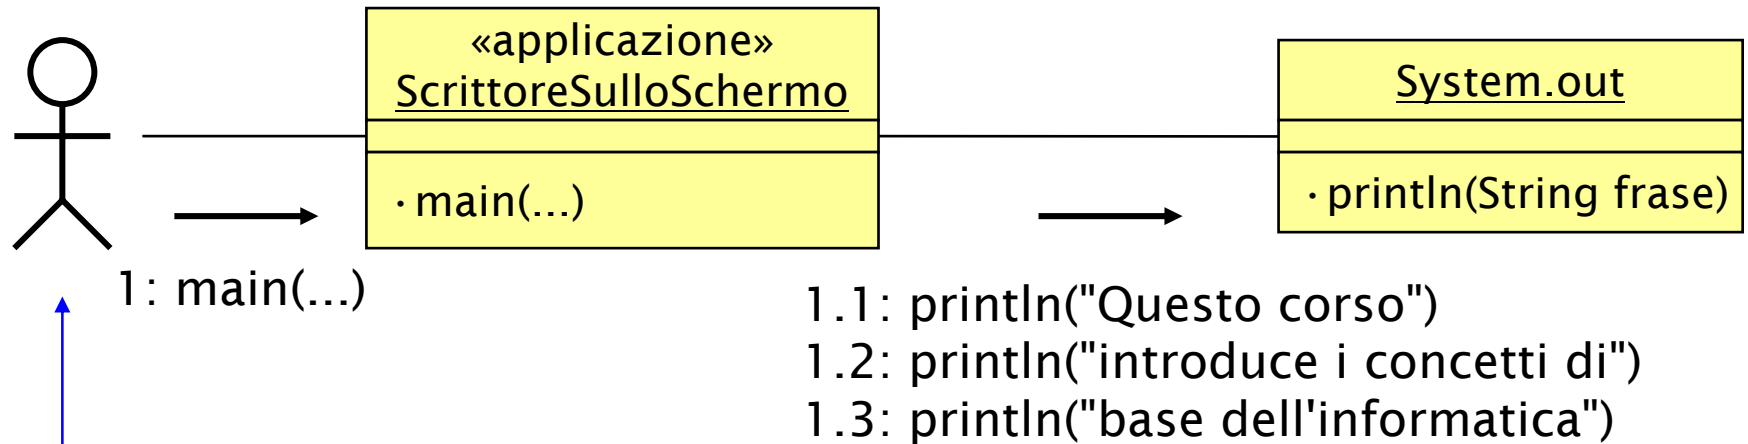 «applicazione»
ScrittoreSulloSchermo
· main(...)
System.out
· println(String frase)
1: main(...)
1.1: println("Questo corso")
1.2: println("introduce i concetti di")
1.3: println("base dell'informatica")